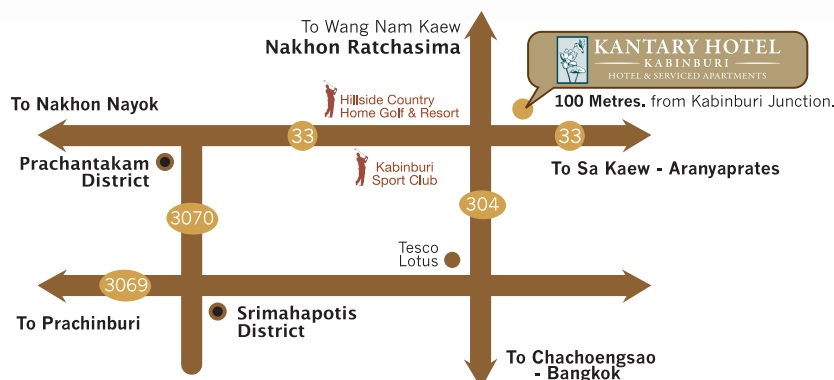 To Wang Nam Kaew
Nakhon Ratchasima
KANTARY HOTEL
KABINBURI
HOTEL & SERVICED APARTMENTS
100 Metres. from Kabinburi Junction.
To Nakhon Nayok
Hillside Country
Home Golf & Resort
33
33
Prachantakam
District
Kabinburi
Sport Club
To Sa Kaew - Aranyaprates
3070
304
Tesco
Lotus
3069
To Prachinburi
Srimahapotis
District
To Chachoengsao
- Bangkok